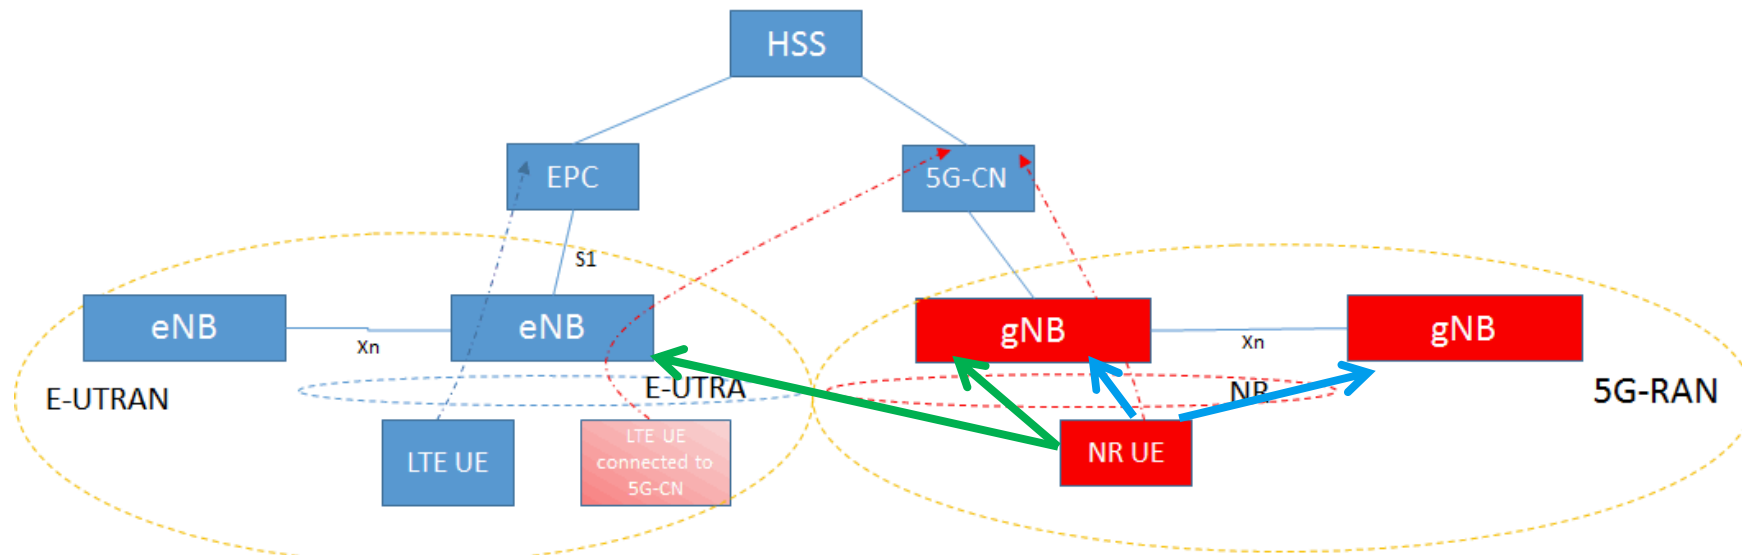 HSS
EPC
5G-CN
S1
eNB
Xn
eNB
gNB
Xn
gNB
E-UTRAN
E-UTRA
NR
5G-RAN
LTE UE
LTE UE
connected to
5G-CN
NR UE